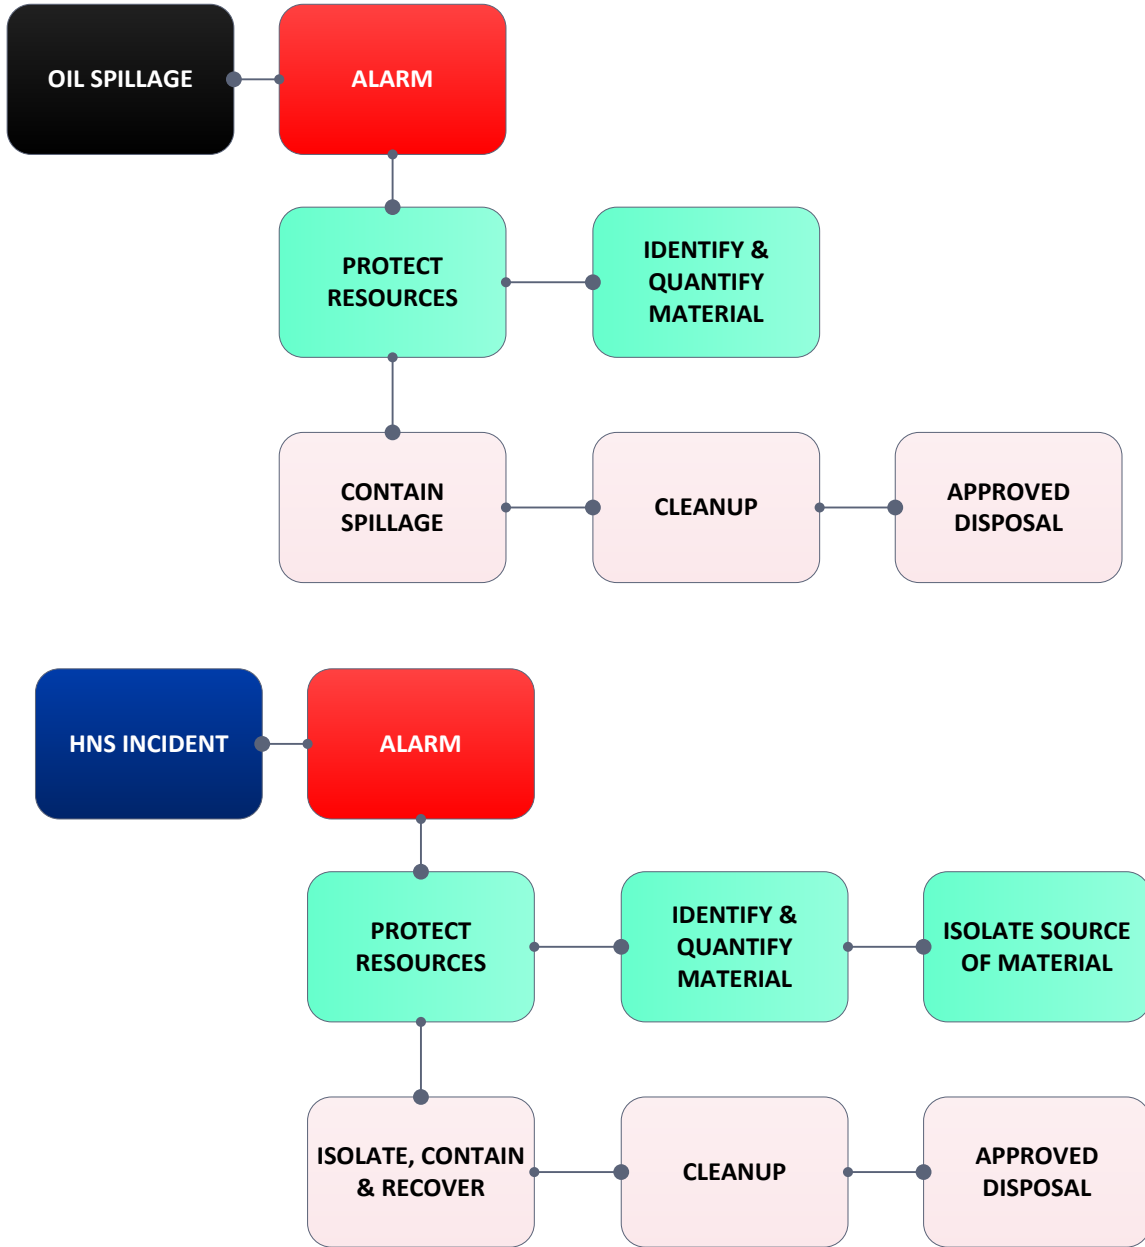 OIL SPILLAGE
ALARM
PROTECT
RESOURCES
IDENTIFY &
QUANTIFY
MATERIAL
CONTAIN
SPILLAGE
CLEANUP
APPROVED
DISPOSAL
HNS INCIDENT
ALARM
PROTECT
RESOURCES
IDENTIFY &
QUANTIFY
MATERIAL
ISOLATE SOURCE
OF MATERIAL
ISOLATE, CONTAIN
& RECOVER
CLEANUP
APPROVED
DISPOSAL